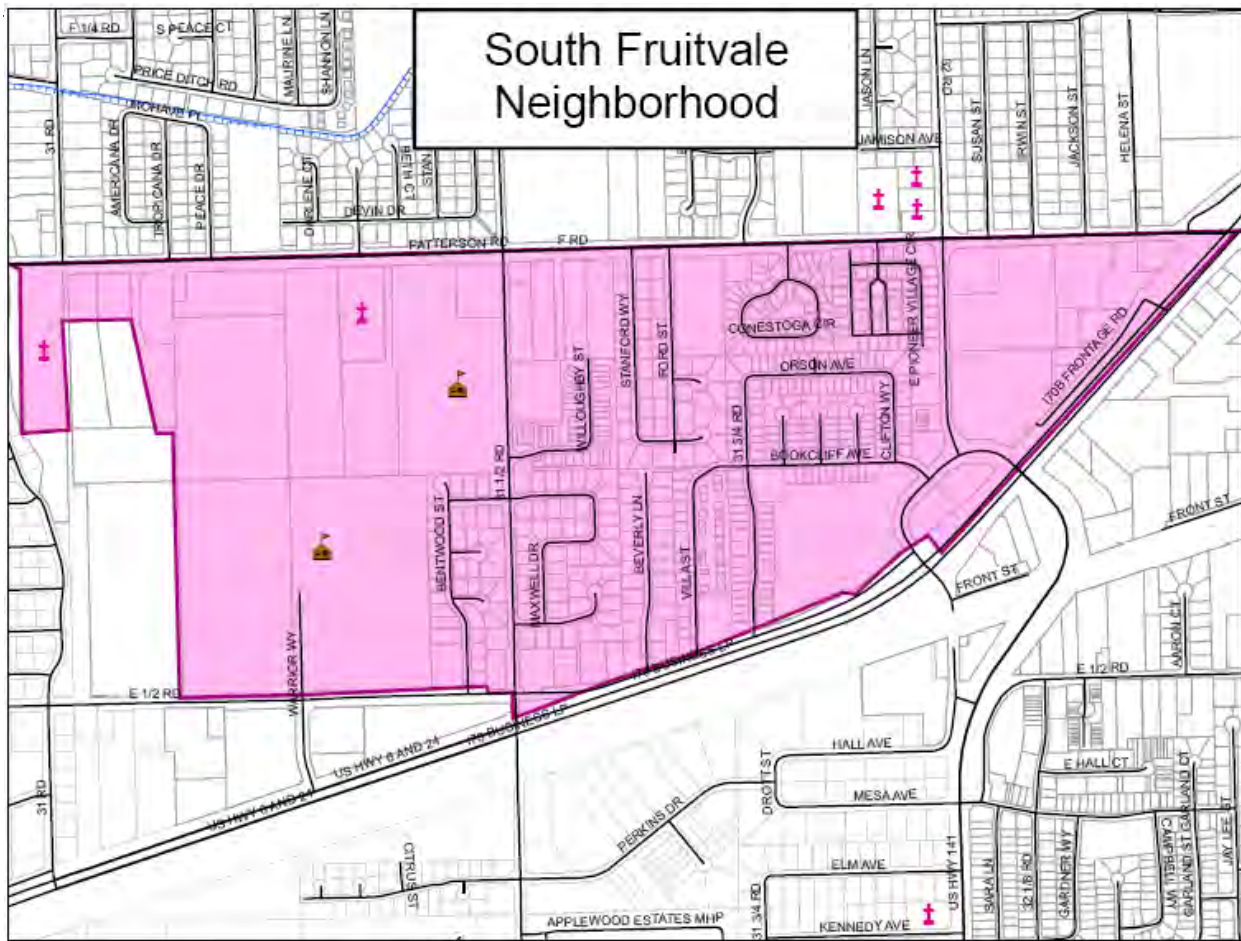 South Fruitvale
Neighborhood
F 1/4 RD
S PEACE CT
MAURINE LN
SHANNON LN
PRICE DITCH RD
MOHAVE PL
31 RD
AMERICANA DR
TROPICANA DR
PEACE DR
DARLENE CT
BETH CT
DEVIN DR
JASON LN
32 RD
JAMISON AVE
SUSAN ST
IRWIN ST
JACKSON ST
HELENA ST
PATTERSON RD
F RD
E PIONEER VILLAGE CIR
CONESTOGA CIR
STANFORD WY
FORD ST
WILLOUGHBY ST
ORSON AVE
I70B FRONTAGE RD
31 3/4 RD
CLIFTON WY
BOOKCLIFF AVE
BENTWOOD ST
MAXWELL DR
BEVERLY LN
VILLA ST
FRONT ST
FRONT ST
WARRIOR WY
E 1/2 RD
I70 BUSINESS LP
I70 BUSINESS LP
US HWY 6 AND 24
US HWY 6 AND 24
31 RD
E 1/2 RD
AARON CT
HALL AVE
E HALL CT
DROTT ST
MESA AVE
PERKINS DR
CITRUS ST
ELM AVE
31 3/4 RD
KENNEDY AVE
APPLEWOOD ESTATES MHP
US HWY 141
SARA LN
32 1/8 RD
GARDNER WY
CAMPBELL WY
GARLAND ST
GARLAND CT
JAY LEE ST